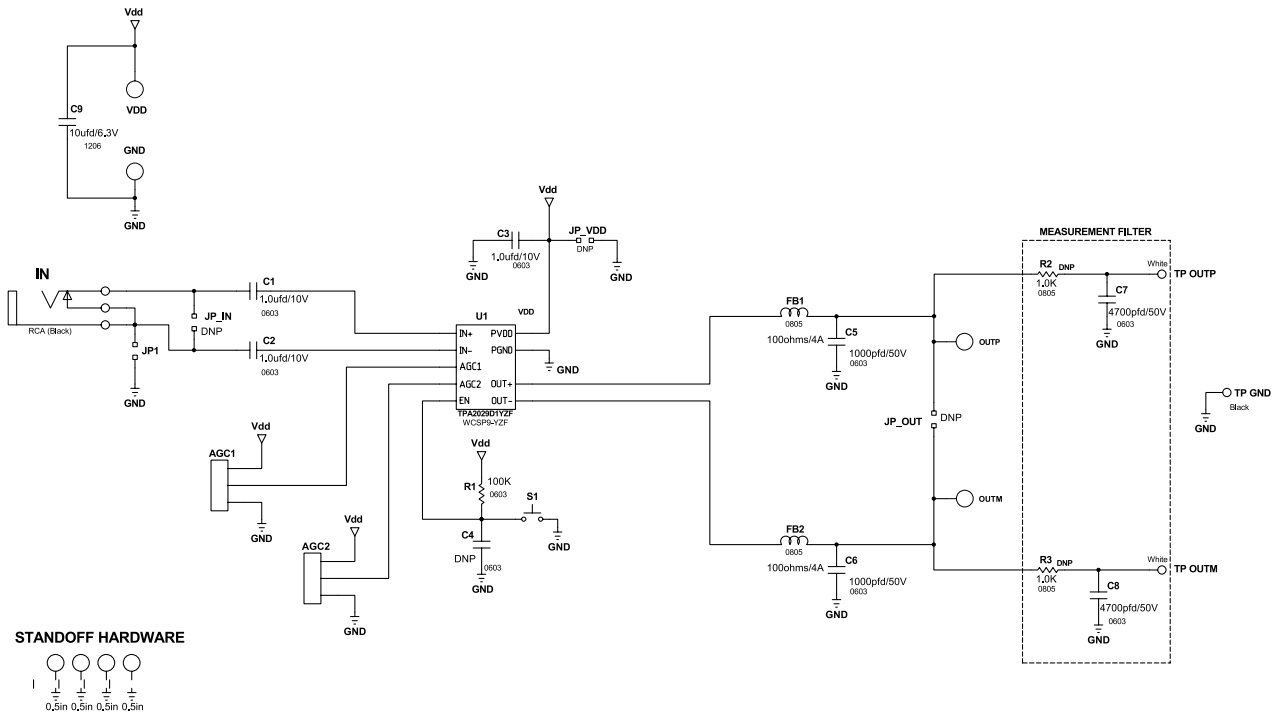 Vdd
C9
10ufd/6.3V
1206
VDD
GND
GND
IN
RCA (Black)
JP1
GND
JP_IN
DNP
C1
1.0ufd/10V
0603
C2
1.0ufd/10V
0603
Vdd
C3
1.0ufd/10V
0603
GND
JP_VDD
DNP
GND
U1
VDD
IN+
IN-
AGC1
AGC2
EN
PVDD
PGND
OUT+
OUT-
GND
TPA2029D1YZF
WCSP9-YZF
AGC1
Vdd
GND
AGC2
Vdd
GND
Vdd
R1
100K
0603
S1
GND
C4
DNP
0603
GND
FB1
0805
100ohms/4A
C5
1000pfd/50V
0603
GND
OUTP
JP_OUT
DNP
OUTM
FB2
0805
100ohms/4A
C6
1000pfd/50V
0603
GND
MEASUREMENT FILTER
R2
DNP
1.0K
0805
White
TP OUTP
C7
4700pfd/50V
0603
GND
TP GND
Black
GND
R3
DNP
1.0K
0805
White
TP OUTM
C8
4700pfd/50V
0603
GND
STANDOFF HARDWARE
0.5in 0.5in 0.5in 0.5in